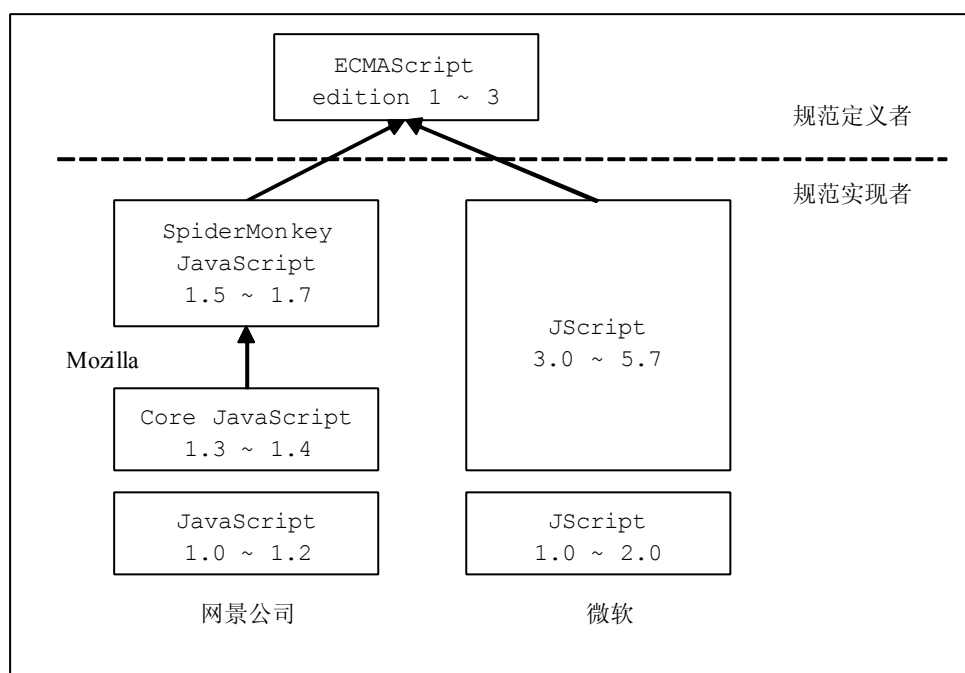 ECMAScript
edition 1 ~ 3
规范定义者
规范实现者
SpiderMonkey
JavaScript
1.5 ~ 1.7
JScript
3.0 ~ 5.7
Mozilla
Core JavaScript
1.3 ~ 1.4
JavaScript
1.0 ~ 1.2
JScript
1.0 ~ 2.0
网景公司
微软